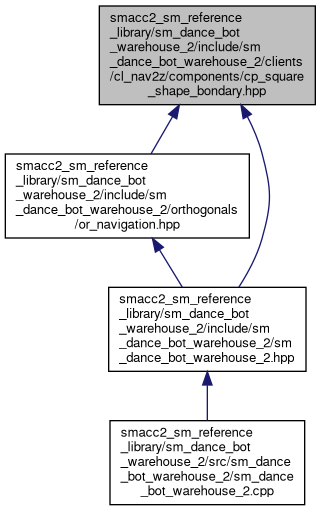 smacc2_sm_reference
_library/sm_dance_bot
_warehouse_2/include/sm
_dance_bot_warehouse_2/clients
/cl_nav2z/components/cp_square
_shape_bondary.hpp
smacc2_sm_reference
_library/sm_dance_bot
_warehouse_2/include/sm
_dance_bot_warehouse_2/orthogonals
/or_navigation.hpp
smacc2_sm_reference
_library/sm_dance_bot
_warehouse_2/include/sm
_dance_bot_warehouse_2/sm
_dance_bot_warehouse_2.hpp
smacc2_sm_reference
_library/sm_dance_bot
_warehouse_2/src/sm_dance
_bot_warehouse_2/sm_dance
_bot_warehouse_2.cpp